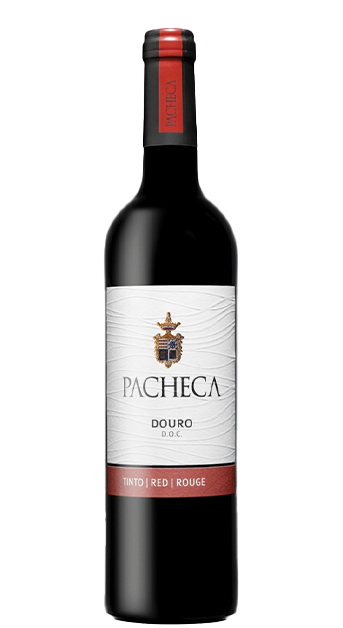 PACHECA
PACHECA
DOURO
D.O.C.
TINTO | RED | ROUGE